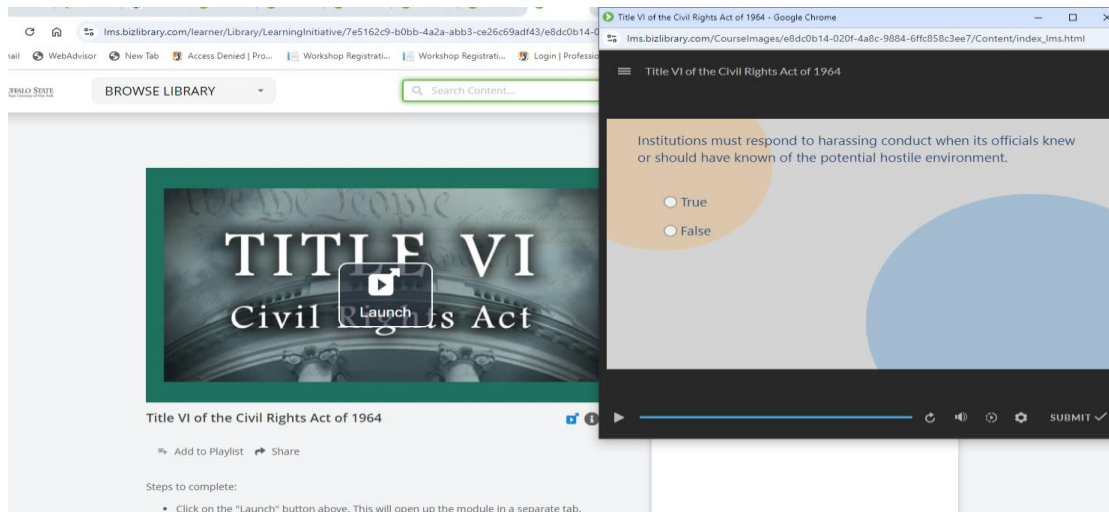 Title VI of the Civil Rights Act of 1964 - Google Chrome
lms.bizlibrary.com/learner/Library/LearningInitiative/7e5162c9-b0bb-4a2a-abb3-ce26c69adf43/e8dc0b14-0
lms.bizlibrary.com/CourseImages/e8dc0b14-020f-4a8c-9884-6ffc858c3ee7/Content/index_lms.html
ail WebAdvisor New Tab Access Denied | Pro... Workshop Registrati... Workshop Registrati... Login | Professio
BUFFALO STATE
BROWSE LIBRARY
Search Content...
Title VI of the Civil Rights Act of 1964
Institutions must respond to harassing conduct when its officials knew
or should have known of the potential hostile environment.
True
False
SUBMIT
We the People
TITLE VI
Launch
Civil Rights Act
Title VI of the Civil Rights Act of 1964
Add to Playlist Share
Steps to complete:
• Click on the "Launch" button above. This will open up the module in a separate tab.